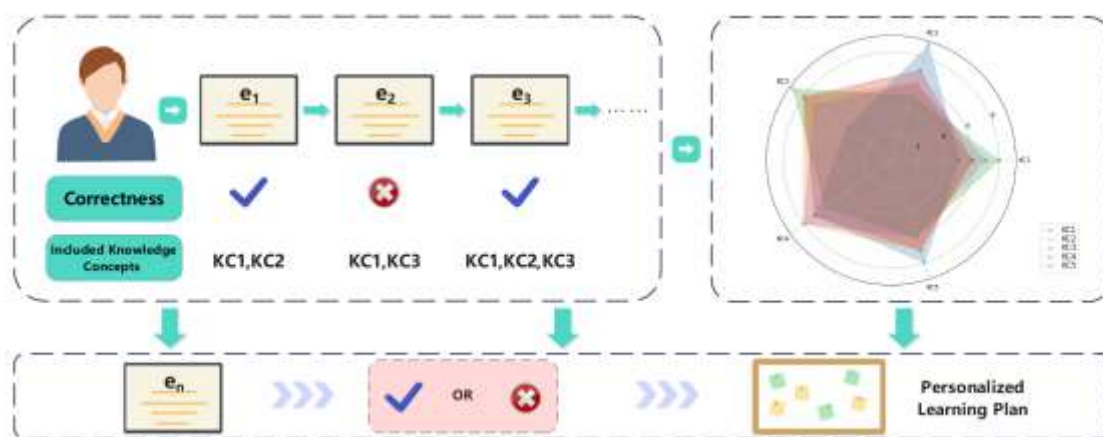 e1
e2
e3
... ...
Correctness
Included Knowledge
Concepts
KC1,KC2
KC1,KC3
KC1,KC2,KC3
en
OR
Personalized
Learning Plan